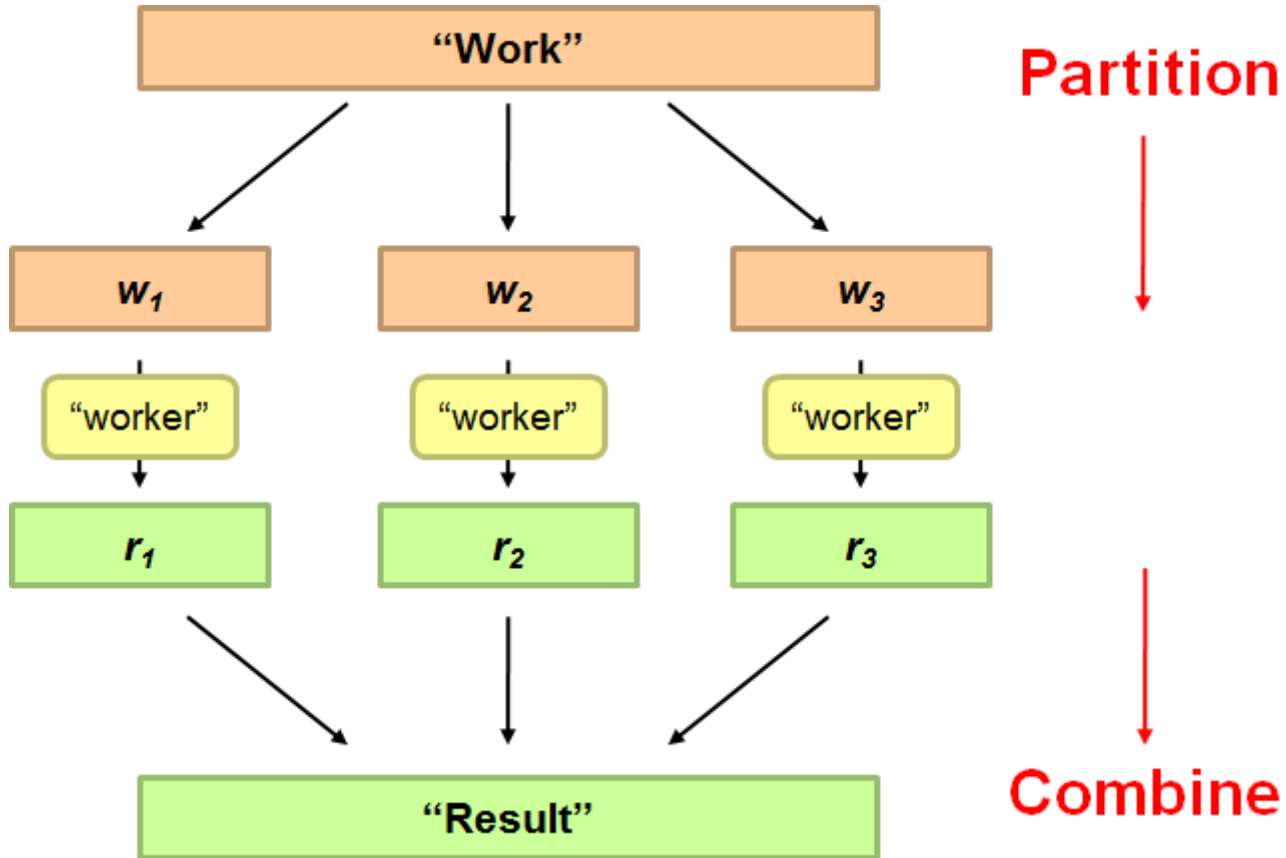 “Work”
Partition
w₁ w₂ w₃
“worker” “worker” “worker”
r₁ r₂ r₃
“Result”
Combine